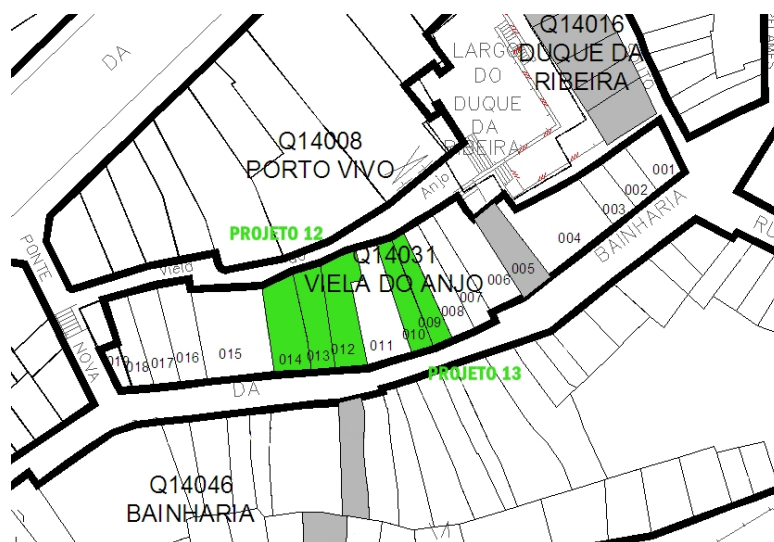 Q14016
DUQUE DA
RIBEIRA
DA
LARGO
DO
DUQUE
DA
RIBEIRA
Q14008
PORTO VIVO
Anjo
001
002
003
004
BAINHARIA
PROJETO 12
Q14031
VIELA DO ANJO
Viela
PONTE
NOVA
005
006
007
008
009
010
011
012
013
014
015
016
017
018
019
DA
PROJETO 13
Q14046
BAINHARIA